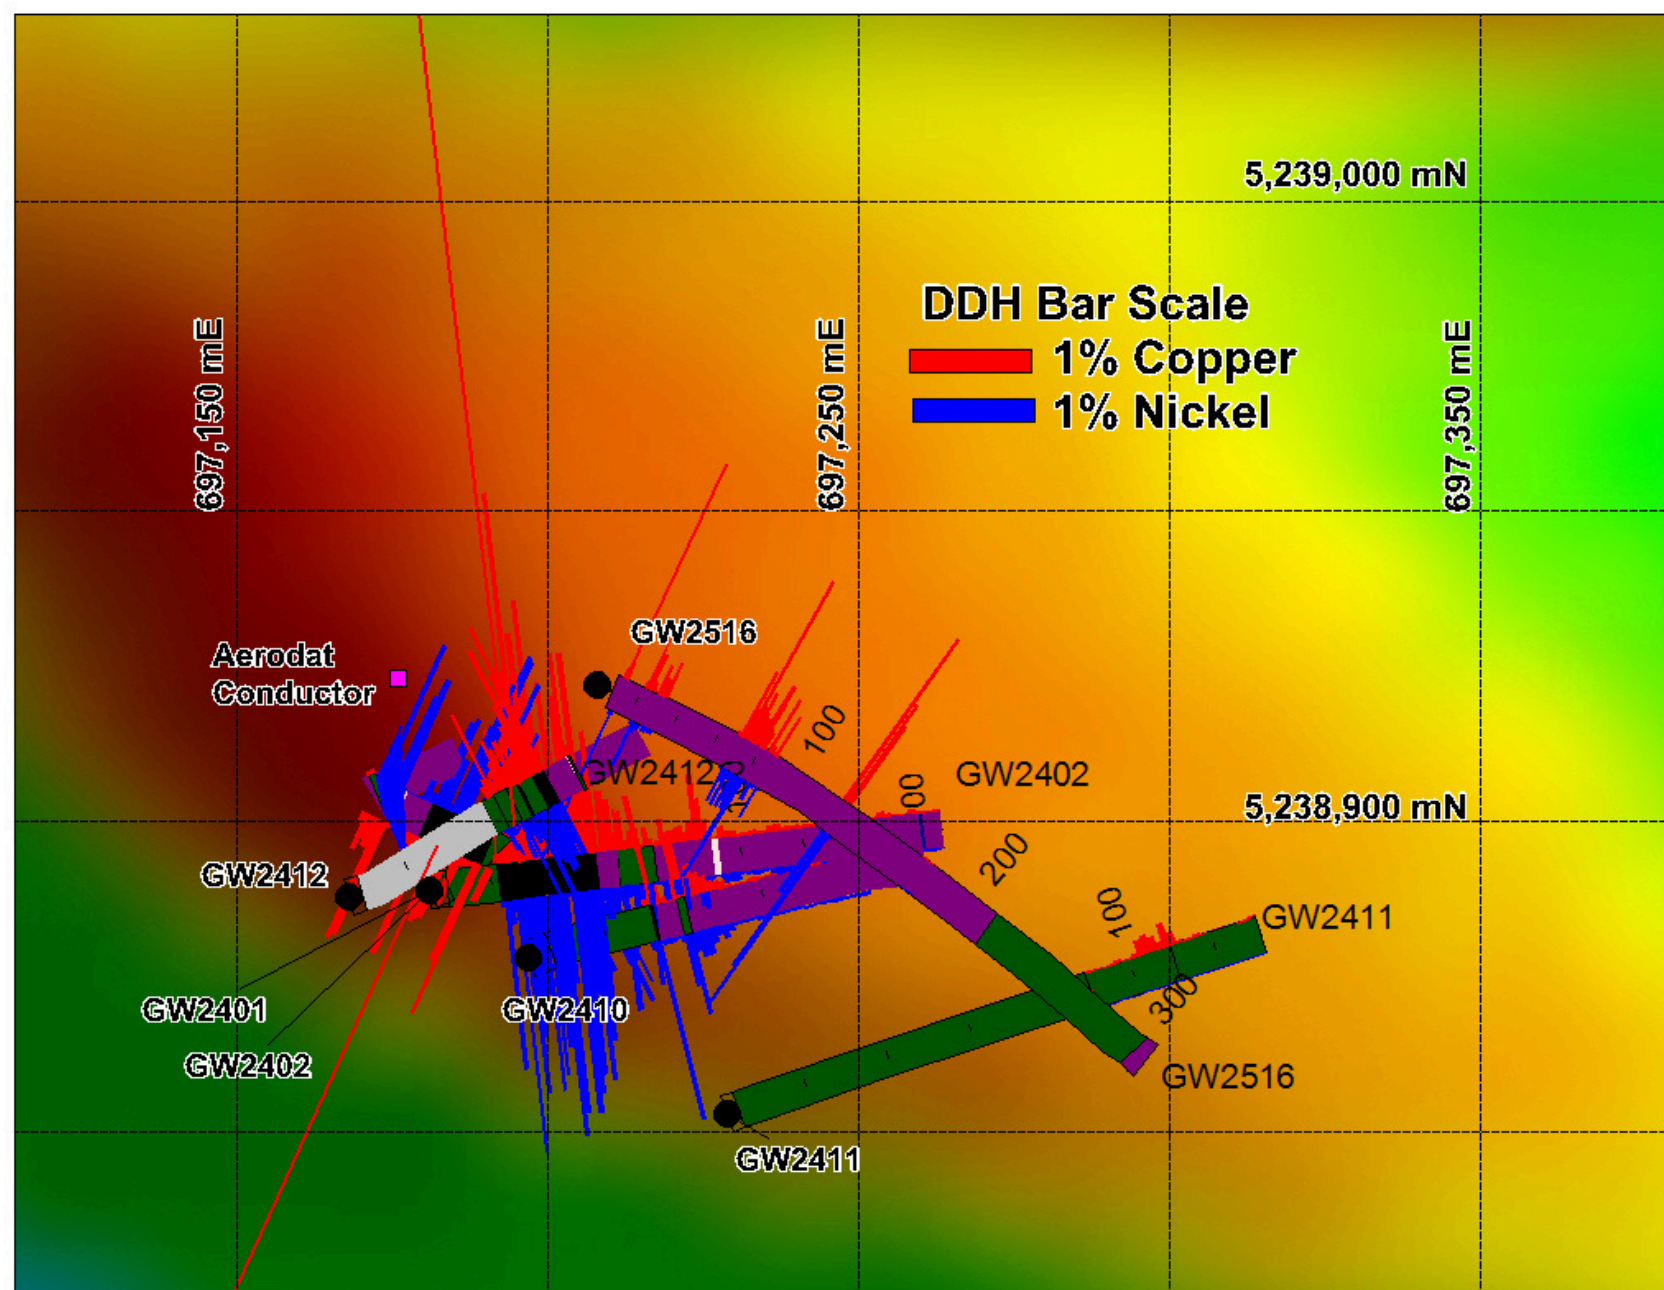 5,239,000 mN
DDH Bar Scale
1% Copper
1% Nickel
697,150 mE
697,250 mE
697,350 mE
GW2516
Aerodat
Conductor
100
GW2412
GW2402
5,238,900 mN
GW2412
200
100
GW2411
GW2401
GW2410
300
GW2402
GW2516
GW2411